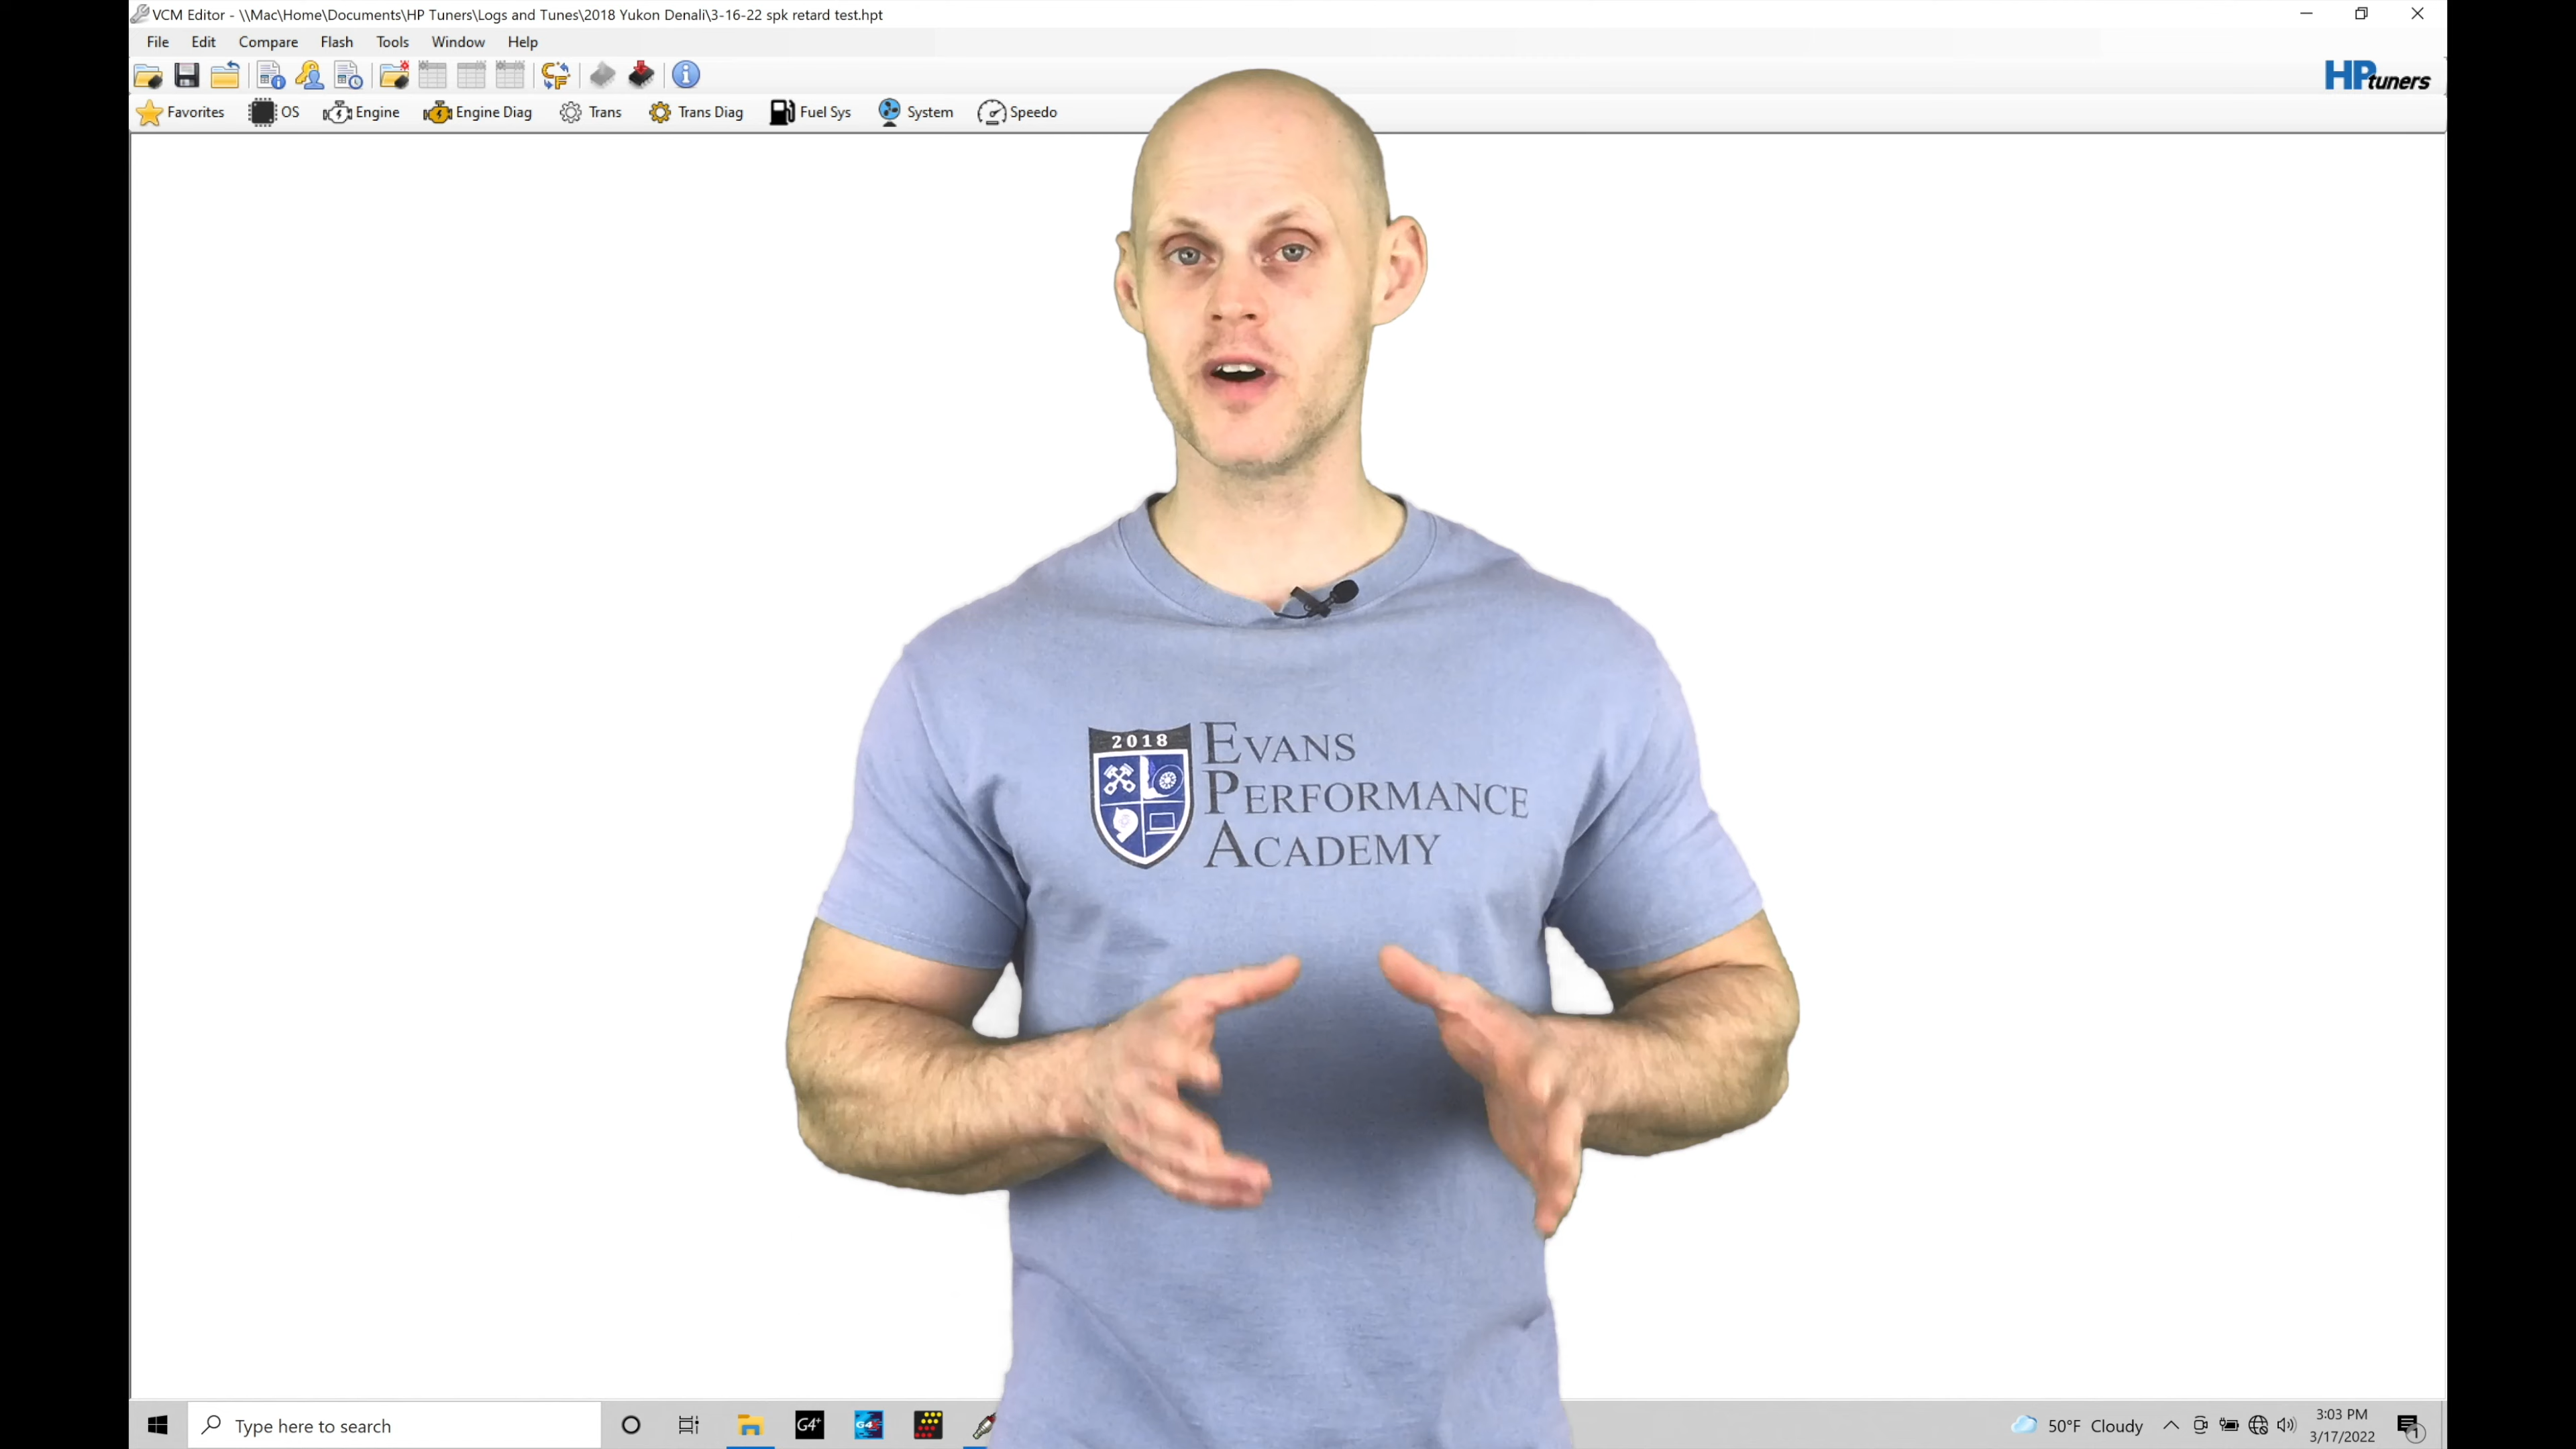 VCM Editor - \\Mac\Home\Documents\HP Tuners\Logs and Tunes\2018 Yukon Denali\3-16-22 spk retard test.hpt
File Edit Compare Flash Tools Window Help
HPtuners
Favorites OS Engine Engine Diag Trans Trans Diag Fuel Sys System Speedo
2018
EVANS
PERFORMANCE
ACADEMY
Type here to search
G4+
50°F Cloudy
3:03 PM
3/17/2022
1